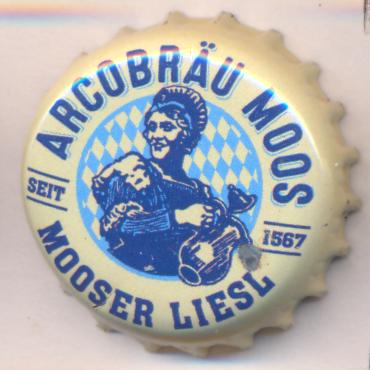 ARCOBRÄU MOOS
SEIT
1567
MOOSER LIESL